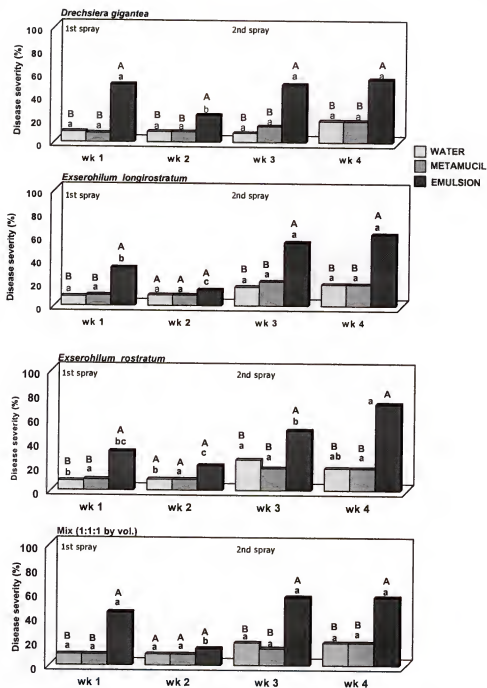 Drechslera gigantea
1st spray 2nd spray
Disease severity (%)
100
80
60
40
20
0
B B A B B A B B A B B A
a a a a a b a a a a a a
wk 1 wk 2 wk 3 wk 4
WATER
METAMUCIL
EMULSION
Exserohilum longirostratum
1st spray 2nd spray
Disease severity (%)
100
80
60
40
20
0
B B A A A A B B A B B A
a a b a a c a a a a a a
wk 1 wk 2 wk 3 wk 4
Exserohilum rostratum
1st spray 2nd spray
Disease severity (%)
100
80
60
40
20
0
B B A A A A B B A B B a A
b a bc b a c a a b ab a
wk 1 wk 2 wk 3 wk 4
Mix (1:1:1 by vol.)
1st spray 2nd spray
Disease severity (%)
100
80
60
40
20
0
B B A A A A B B A B B A
a a a a a b a a a a a a
wk 1 wk 2 wk 3 wk 4